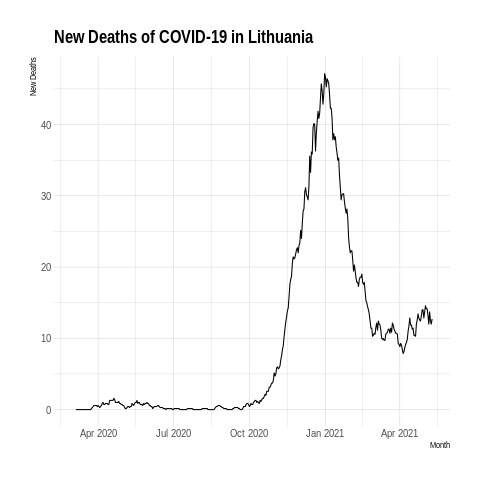 New Deaths of COVID-19 in Lithuania
New Deaths
40
30
20
10
0
Apr 2020 Jul 2020 Oct 2020 Jan 2021 Apr 2021
Month